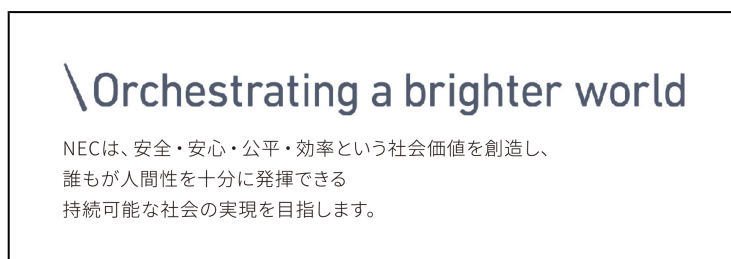 \Orchestrating a brighter world
NECは、安全・安心・公平・効率という社会価値を創造し、
誰もが人間性を十分に発揮できる
持続可能な社会の実現を目指します。